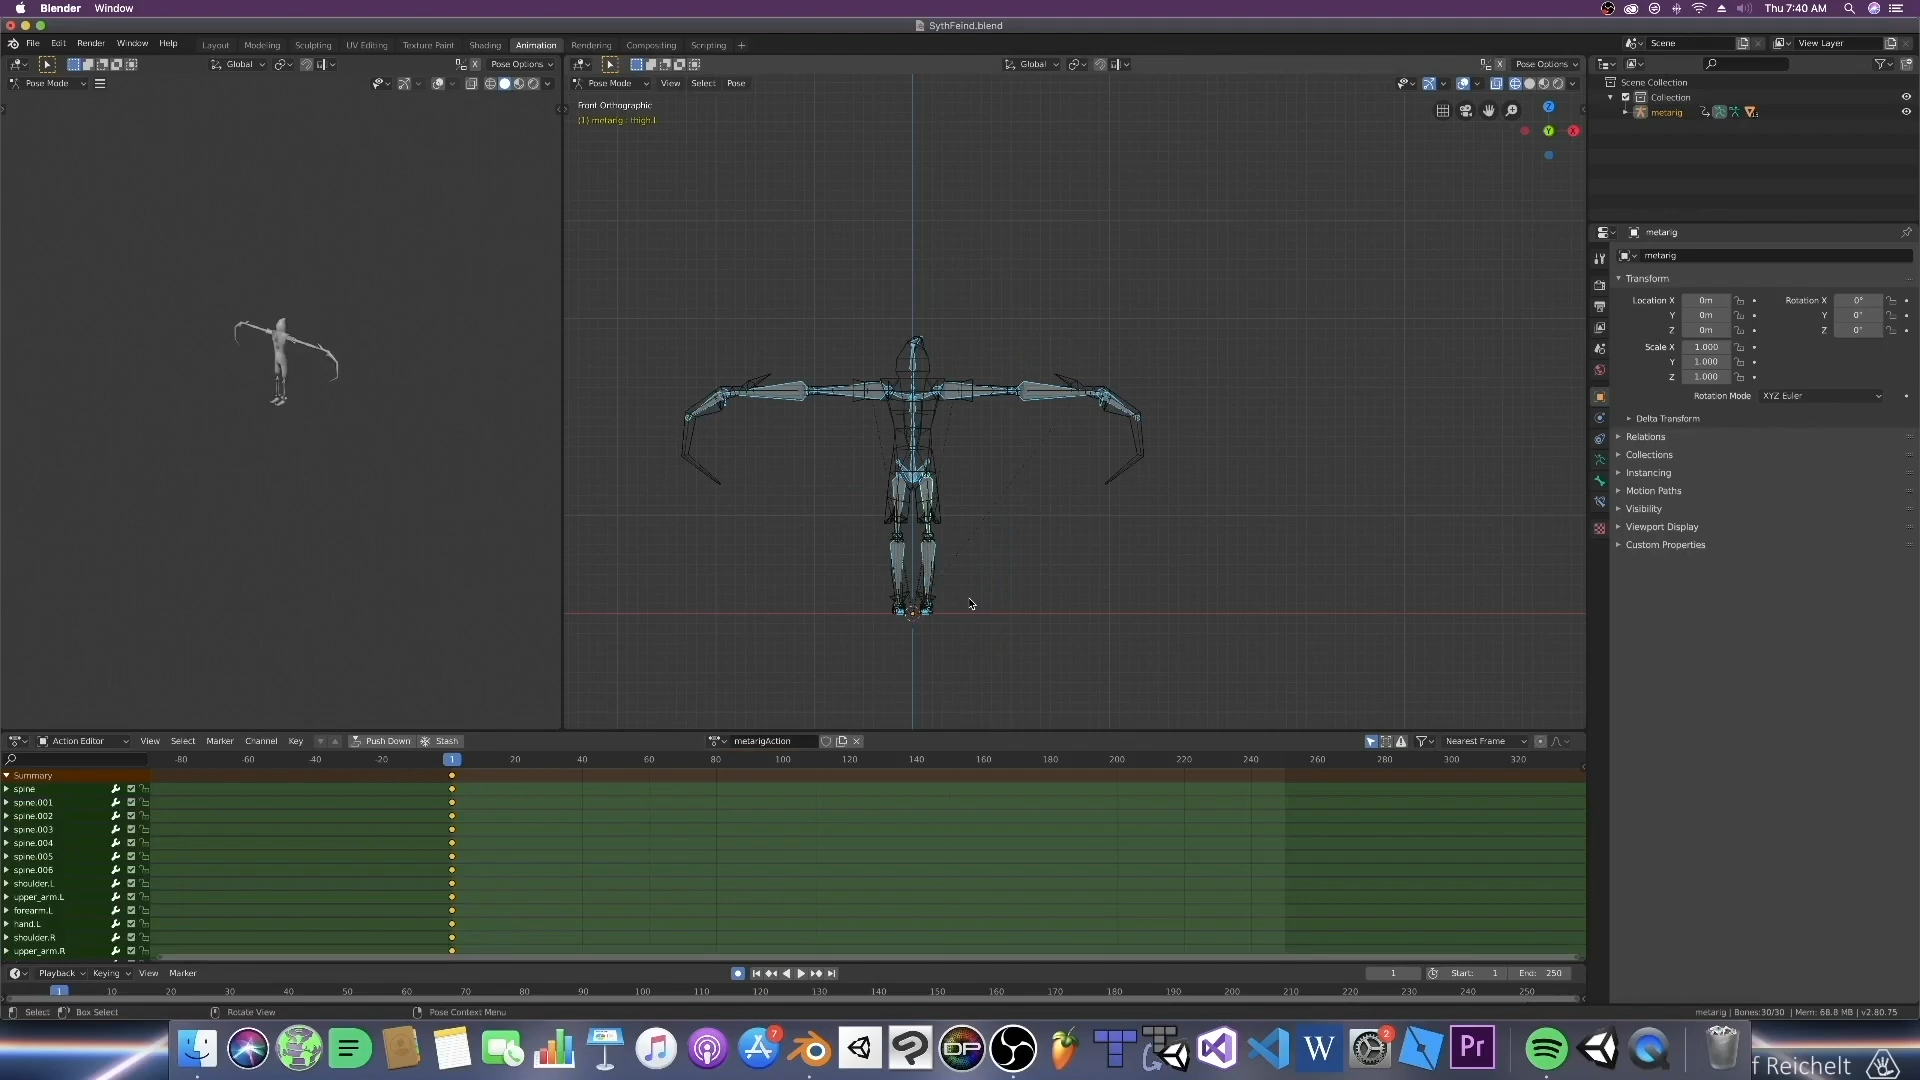 Blender Window Thu 7:40 AM
SythFeind.blend
File Edit Render Window Help Layout Modeling Sculpting UV Editing Texture Paint Shading Animation Rendering Compositing Scripting + Scene View Layer
Global Pose Options Global Pose Options
Pose Mode Pose Mode View Select Pose
Scene Collection
Collection
metarig
Front Orthographic
(1) metarig : thigh.L
Z
Y X
metarig
metarig
Transform
Location X 0m Rotation X 0°
Y 0m Y 0°
Z 0m Z 0°
Scale X 1.000
Y 1.000
Z 1.000
Rotation Mode XYZ Euler
Delta Transform
Relations
Collections
Instancing
Motion Paths
Visibility
Viewport Display
Custom Properties
Action Editor View Select Marker Channel Key Push Down Stash metarigAction Nearest Frame
-80 -60 -40 -20 1 20 40 60 80 100 120 140 160 180 200 220 240 260 280 300 320
Summary
spine
spine.001
spine.002
spine.003
spine.004
spine.005
spine.006
shoulder.L
upper_arm.L
forearm.L
hand.L
shoulder.R
upper_arm.R
Playback Keying View Marker 1 Start: 1 End: 250
1 10 20 30 40 50 60 70 80 90 100 110 120 130 140 150 160 170 180 190 200 210 220 230 240 250
Select Box Select Rotate View Pose Context Menu metarig | Bones:30/30 | Mem: 68.8 MB | v2.80.75
7 DP W 2 Pr
f Reichelt